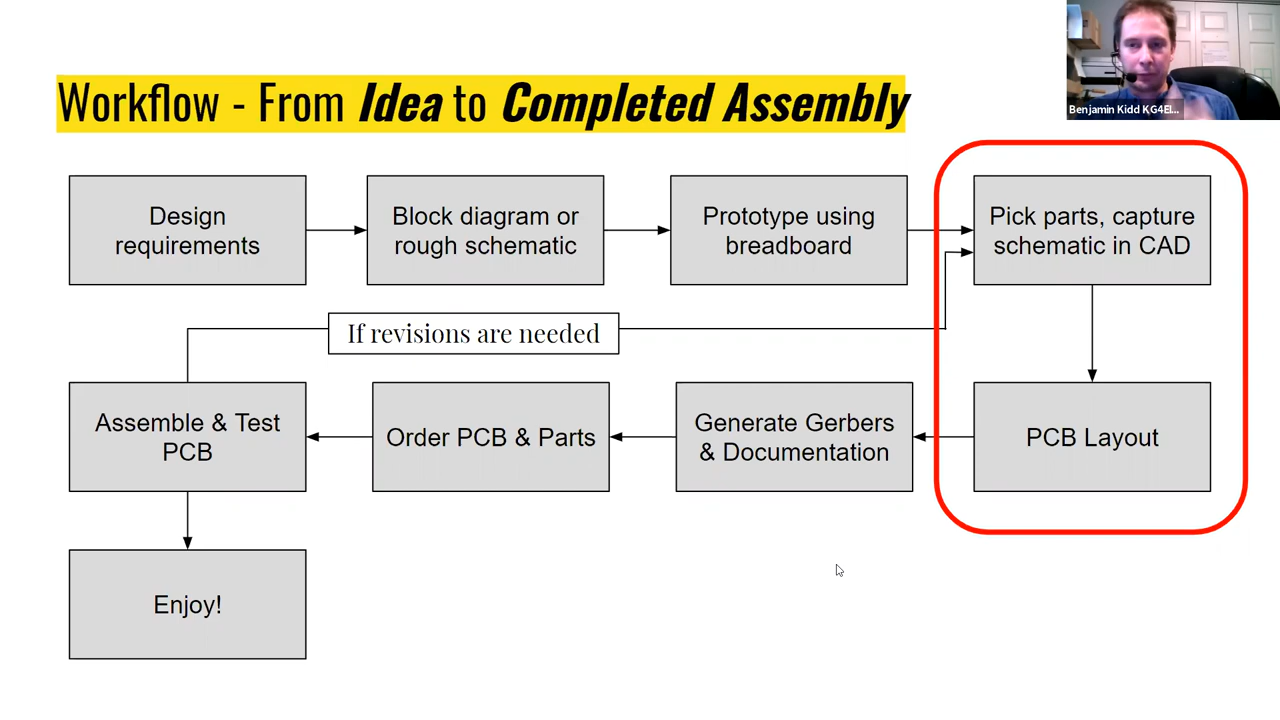 Workflow - From Idea to Completed Assembly
Benjamin Kidd KG4EI...
Design
requirements
Block diagram or
rough schematic
Prototype using
breadboard
Pick parts, capture
schematic in CAD
If revisions are needed
Assemble & Test
PCB
Order PCB & Parts
Generate Gerbers
& Documentation
PCB Layout
Enjoy!